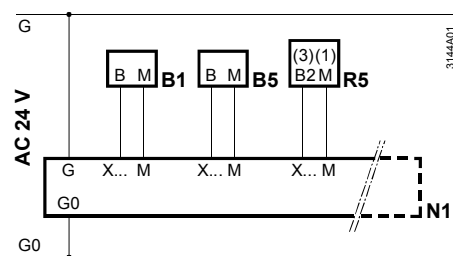 G
3144A01
(3)(1)
B M B1
B M B5
B2 M R5
AC 24 V
G X... M X... M X... M
G0
N1
G0